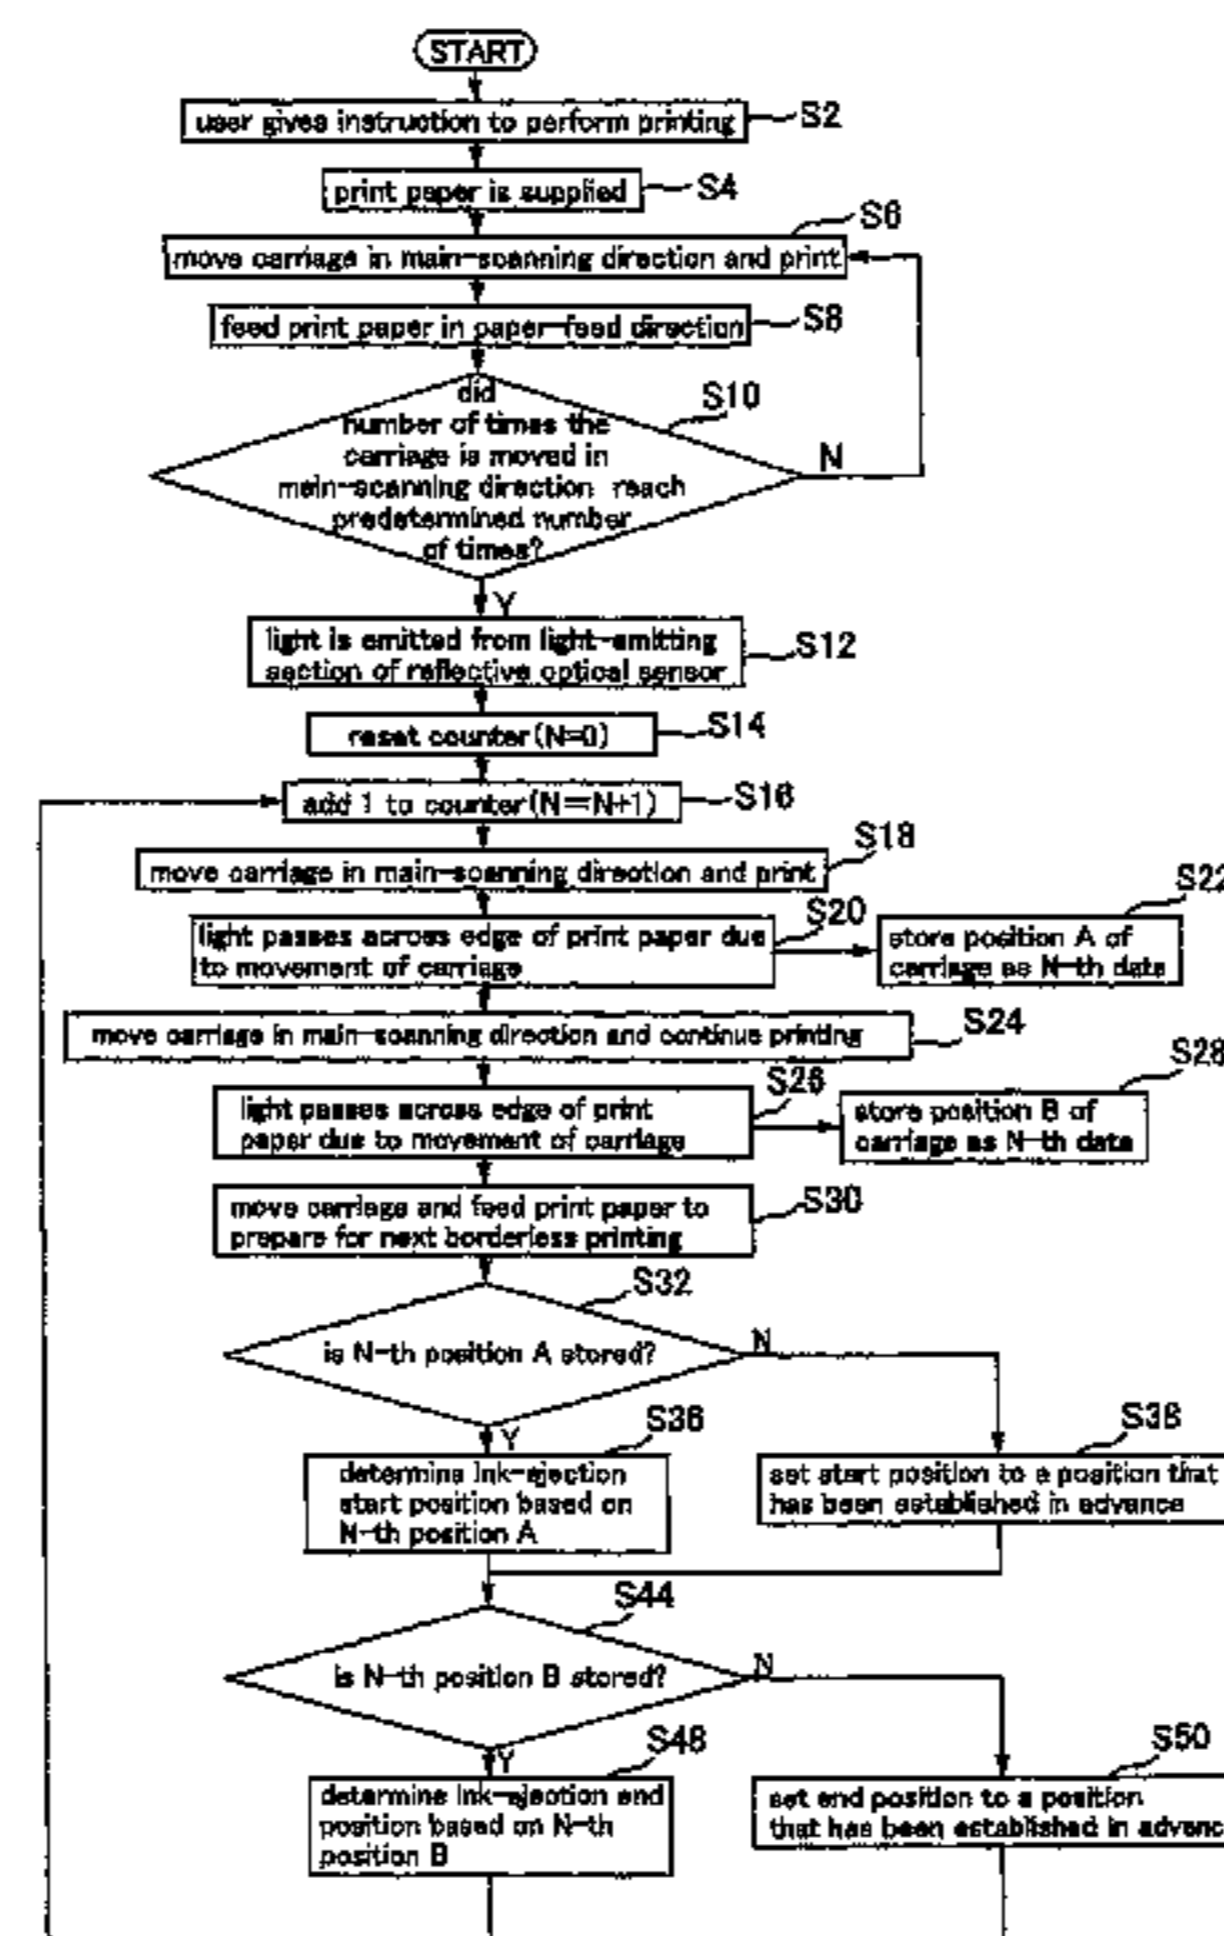 START
user gives instruction to perform printing
S2
print paper is supplied
S4
S6
move carriage in main-scanning direction and print
feed print paper in paper-feed direction
S8
did
number of times the
carriage is moved in
main-scanning direction reach
predetermined number
of times?
S10
N
Y
light is emitted from light-emitting
section of reflective optical sensor
S12
reset counter(N=0)
S14
add 1 to counter(N=N+1)
S16
S18
move carriage in main-scanning direction and print
S20
light passes across edge of print paper due
to movement of carriage
S22
store position A of
carriage as N-th data
move carriage in main-scanning direction and continue printing
S24
S26
light passes across edge of print
paper due to movement of carriage
S28
store position B of
carriage as N-th data
move carriage and feed print paper to
prepare for next borderless printing
S30
S32
is N-th position A stored?
N
Y
S36
determine ink-ejection
start position based on
N-th position A
S38
set start position to a position that
has been established in advance
S44
is N-th position B stored?
N
Y
S48
determine ink-ejection end
position based on N-th
position B
S50
set end position to a position
that has been established in advanc